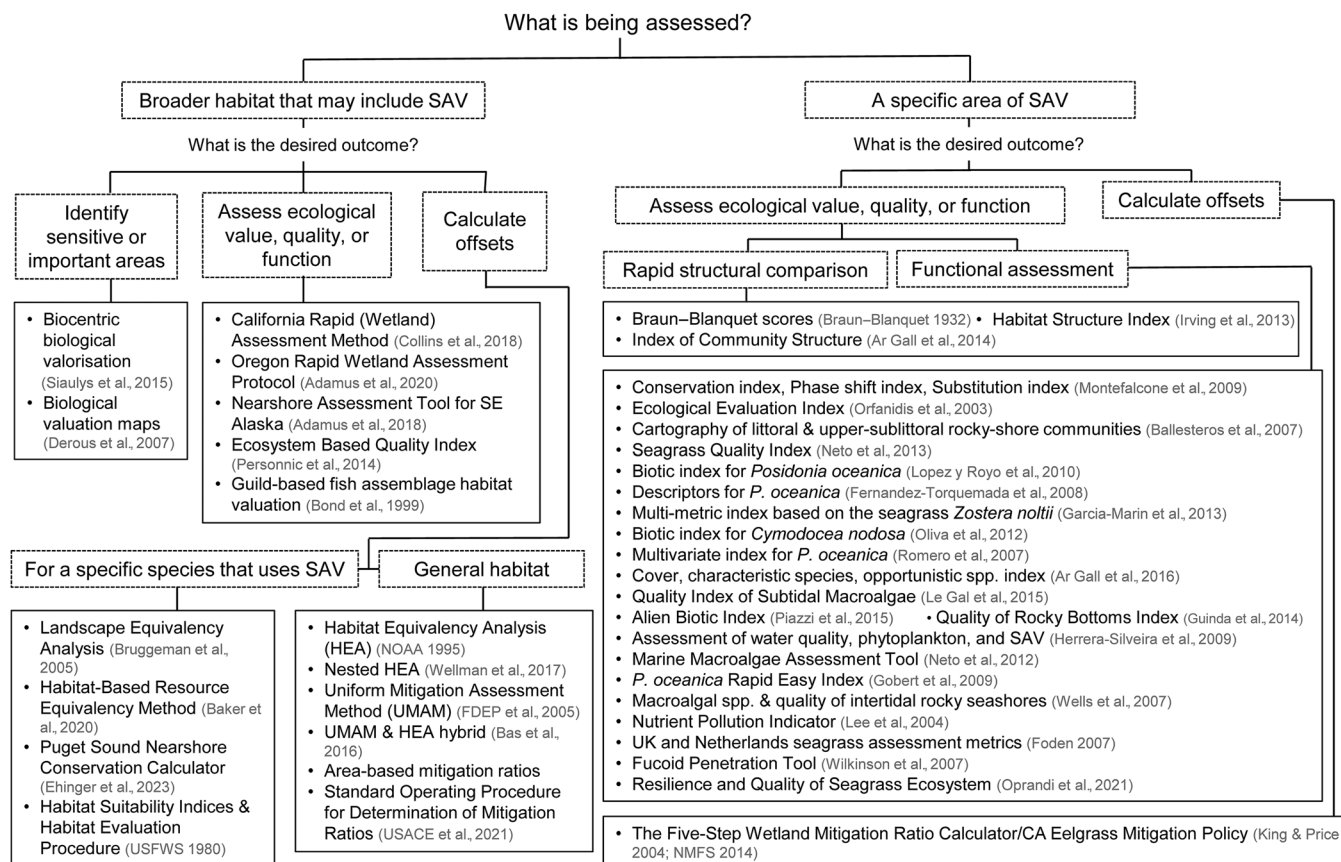 What is being assessed?
Broader habitat that may include SAV
What is the desired outcome?
Identify
sensitive or
important areas
• Biocentric
biological
valorisation
(Siaulys et al., 2015)
• Biological
valuation maps
(Derous et al., 2007)
Assess ecological
value, quality, or
function
• California Rapid (Wetland)
Assessment Method (Collins et al., 2018)
• Oregon Rapid Wetland Assessment
Protocol (Adamus et al., 2020)
• Nearshore Assessment Tool for SE
Alaska (Adamus et al., 2018)
• Ecosystem Based Quality Index
(Personnic et al., 2014)
• Guild-based fish assemblage habitat
valuation (Bond et al., 1999)
Calculate
offsets
For a specific species that uses SAV
• Landscape Equivalency
Analysis (Bruggeman et al.,
2005)
• Habitat-Based Resource
Equivalency Method (Baker
et al., 2020)
• Puget Sound Nearshore
Conservation Calculator
(Ehinger et al., 2023)
• Habitat Suitability Indices &
Habitat Evaluation
Procedure (USFWS 1980)
General habitat
• Habitat Equivalency Analysis
(HEA) (NOAA 1995)
• Nested HEA (Wellman et al., 2017)
• Uniform Mitigation Assessment
Method (UMAM) (FDEP et al., 2005)
• UMAM & HEA hybrid (Bas et al.,
2016)
• Area-based mitigation ratios
• Standard Operating Procedure
for Determination of Mitigation
Ratios (USACE et al., 2021)
A specific area of SAV
What is the desired outcome?
Assess ecological value, quality, or function
Calculate offsets
Rapid structural comparison
Functional assessment
• Braun–Blanquet scores (Braun–Blanquet 1932) • Habitat Structure Index (Irving et al., 2013)
• Index of Community Structure (Ar Gall et al., 2014)
• Conservation index, Phase shift index, Substitution index (Montefalcone et al., 2009)
• Ecological Evaluation Index (Orfanidis et al., 2003)
• Cartography of littoral & upper-sublittoral rocky-shore communities (Ballesteros et al., 2007)
• Seagrass Quality Index (Neto et al., 2013)
• Biotic index for Posidonia oceanica (Lopez y Royo et al., 2010)
• Descriptors for P. oceanica (Fernandez-Torquemada et al., 2008)
• Multi-metric index based on the seagrass Zostera noltii (Garcia-Marin et al., 2013)
• Biotic index for Cymodocea nodosa (Oliva et al., 2012)
• Multivariate index for P. oceanica (Romero et al., 2007)
• Cover, characteristic species, opportunistic spp. index (Ar Gall et al., 2016)
• Quality Index of Subtidal Macroalgae (Le Gal et al., 2015)
• Alien Biotic Index (Piazzi et al., 2015) • Quality of Rocky Bottoms Index (Guinda et al., 2014)
• Assessment of water quality, phytoplankton, and SAV (Herrera-Silveira et al., 2009)
• Marine Macroalgae Assessment Tool (Neto et al., 2012)
• P. oceanica Rapid Easy Index (Gobert et al., 2009)
• Macroalgal spp. & quality of intertidal rocky seashores (Wells et al., 2007)
• Nutrient Pollution Indicator (Lee et al., 2004)
• UK and Netherlands seagrass assessment metrics (Foden 2007)
• Fucoid Penetration Tool (Wilkinson et al., 2007)
• Resilience and Quality of Seagrass Ecosystem (Oprandi et al., 2021)
• The Five-Step Wetland Mitigation Ratio Calculator/CA Eelgrass Mitigation Policy (King & Price
2004; NMFS 2014)